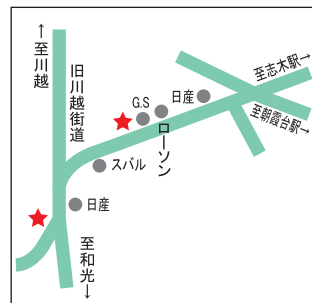 ←至川越
旧川越街道
G.S
日産
至志木駅→
至朝霞台駅→
ローソン
スバル
日産
至和光→